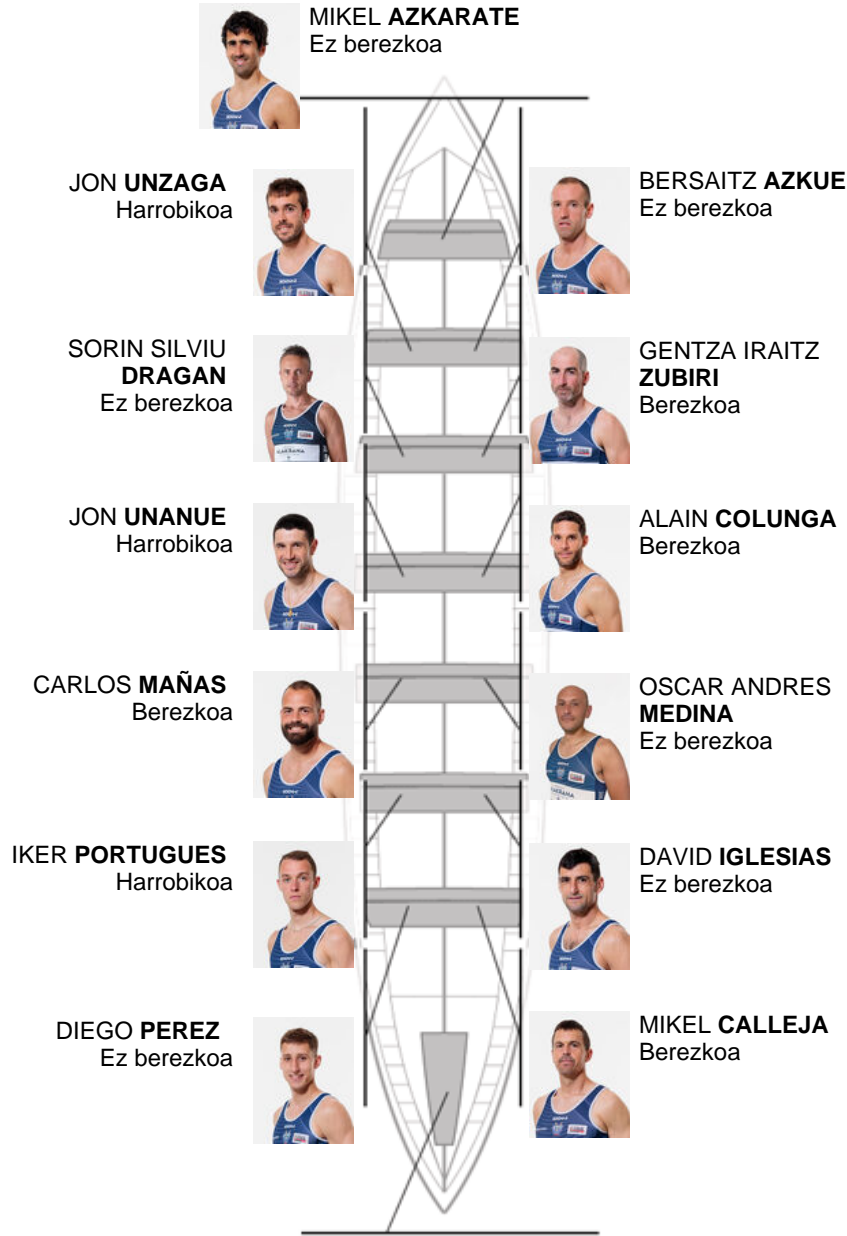 MIKEL AZKARATE
Ez berezkoa
JON UNZAGA
Harrobikoa
BERSAITZ AZKUE
Ez berezkoa
SORIN SILVIU
DRAGAN
Ez berezkoa
GENTZA IRAITZ
ZUBIRI
Berezkoa
JON UNANUE
Harrobikoa
ALAIN COLUNGA
Berezkoa
CARLOS MAÑAS
Berezkoa
OSCAR ANDRES
MEDINA
Ez berezkoa
IKER PORTUGUES
Harrobikoa
DAVID IGLESIAS
Ez berezkoa
DIEGO PEREZ
Ez berezkoa
MIKEL CALLEJA
Berezkoa